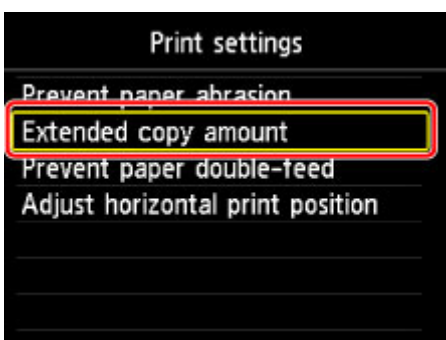 Print settings
Prevent paper abrasion
Extended copy amount
Prevent paper double-feed
Adjust horizontal print position